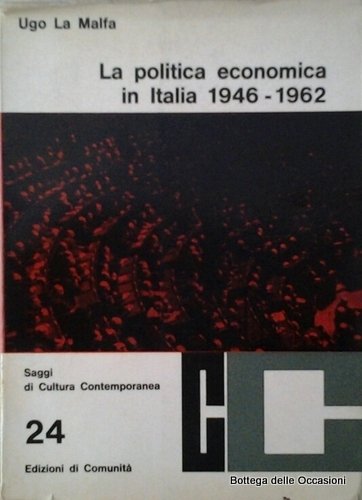 Ugo La Malfa
La politica economica
in Italia 1946-1962
Saggi
di Cultura Contemporanea
24
Edizioni di Comunità
CC
Bottega delle Occasioni